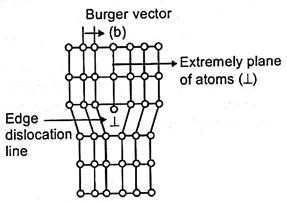 Burger vector
(b)
Extremely plane
of atoms (⊥)
Edge
dislocation
line
⊥